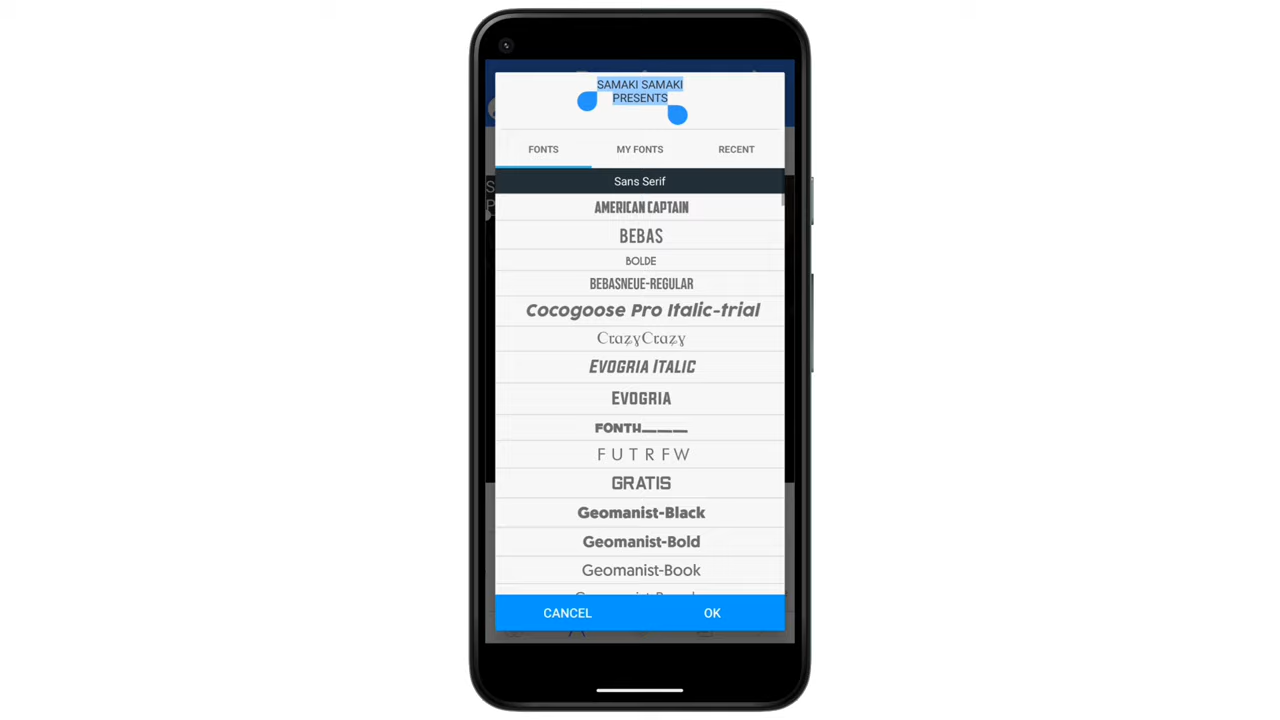 SAMAKI SAMAKI
PRESENTS
FONTS
MY FONTS
RECENT
Sans Serif
AMERICAN CAPTAIN
BEBAS
BOLDE
BEBASNEUE-REGULAR
Cocogoose Pro Italic-trial
CrazyCrazy
EVOGRIA ITALIC
EVOGRIA
FONTH____
FUTRFW
GRATIS
Geomanist-Black
Geomanist-Bold
Geomanist-Book
CANCEL
OK